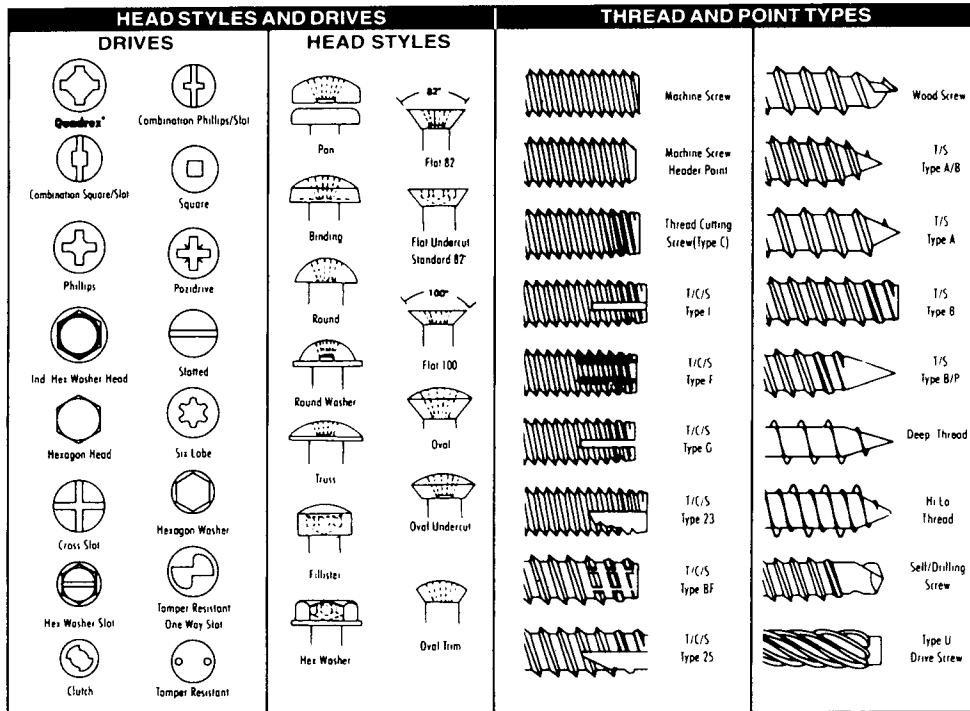 HEAD STYLES AND DRIVES
THREAD AND POINT TYPES
DRIVES
Quadrex®
Combination Phillips/Slot
Combination Square/Slot
Square
Phillips
Pozidrive
Ind Hex Washer Head
Slotted
Hexagon Head
Six Lobe
Cross Slot
Hexagon Washer
Hex Washer Slot
Tamper Resistant
One Way Slot
Clutch
Tamper Resistant
HEAD STYLES
Pan
82°
Flat 82
Binding
Flat Undercut
Standard 82°
Round
100°
Flat 100
Round Washer
Oval
Truss
Oval Undercut
Fillister
Oval Trim
Hex Washer
Machine Screw
Machine Screw
Header Point
Thread Cutting
Screw(Type C)
T/C/S
Type I
T/C/S
Type F
T/C/S
Type G
T/C/S
Type 23
T/C/S
Type BF
T/C/S
Type 25
Wood Screw
T/S
Type A/B
T/S
Type A
T/S
Type B
T/S
Type B/P
Deep Thread
Hi Lo
Thread
Self/Drilling
Screw
Type U
Drive Screw